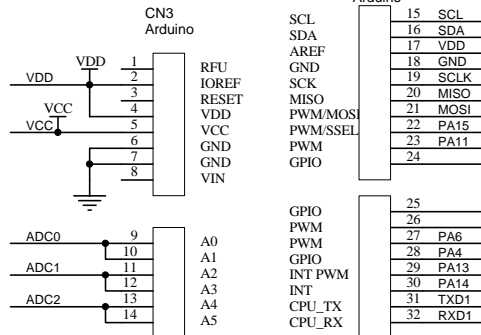 CN3
Arduino
VDD
VDD
VCC
VCC
1 RFU
2 IOREF
3 RESET
4 VDD
5 VCC
6 GND
7 GND
8 VIN
ADC0 9 A0
10 A1
ADC1 11 A2
12 A3
ADC2 13 A4
14 A5
Arduino
SCL 15 SCL
SDA 16 SDA
AREF 17 VDD
GND 18 GND
SCK 19 SCLK
MISO 20 MISO
PWM/MOSI 21 MOSI
PWM/SSEL 22 PA15
PWM 23 PA11
GPIO 24
GPIO 25
PWM 26
PWM 27 PA6
GPIO 28 PA4
INT PWM 29 PA13
INT 30 PA14
CPU_TX 31 TXD1
CPU_RX 32 RXD1